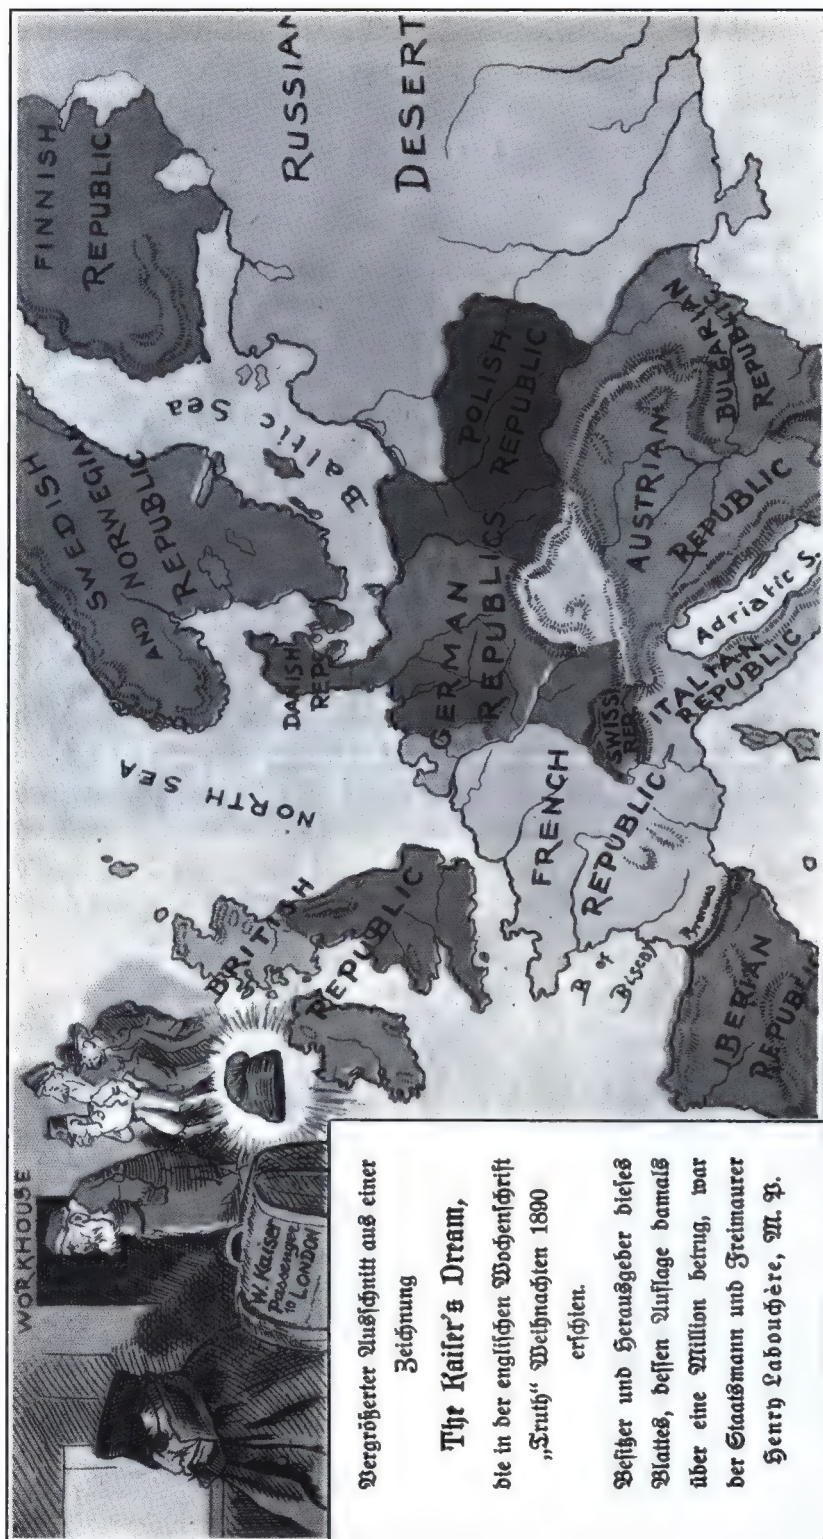 WORKHOUSE
W. Kaiser
Passenger
to LONDON
FINNISH
REPUBLIC
RUSSIAN
DESERT
SWEDISH
AND NORWEGIAN
REPUBLIC
Baltic Sea
NORTH SEA
DANISH
REP.
BRITISH
REPUBLIC
GERMAN
REPUBLICS
POLISH
REPUBLIC
FRENCH
REPUBLIC
SWISS
REP.
AUSTRIAN
REPUBLIC
BULGARIAN
REPUBLIC
ITALIAN
REPUBLIC
Adriatic S.
B of
Biscay
IBERIAN
REPUBLIC
Vergrößerter Ausschnitt aus einer
Zeichnung
The Kaiser's Dream,
die in der englischen Wochenschrift
„Truth“ Weihnachten 1890
erschien.
Besitzer und Herausgeber dieses
Blattes, dessen Auflage damals
über eine Million betrug, war
der Staatsmann und Freimaurer
Henry Labouchère, M. P.